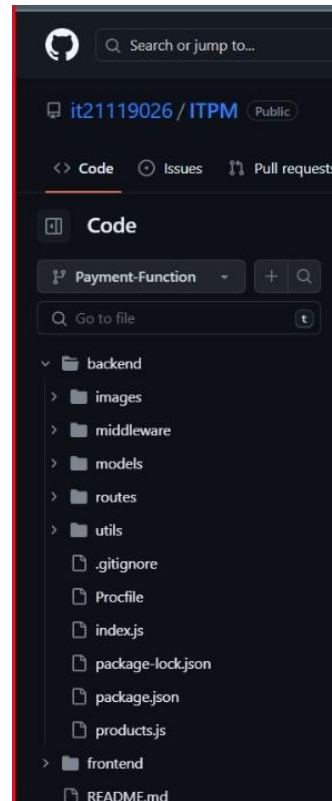 Search or jump to...
it21119026 / ITPM Public
<> Code Issues Pull requests
Code
Payment-Function
Go to file t
backend
images
middleware
models
routes
utils
.gitignore
Procfile
index.js
package-lock.json
package.json
products.js
frontend
README.md